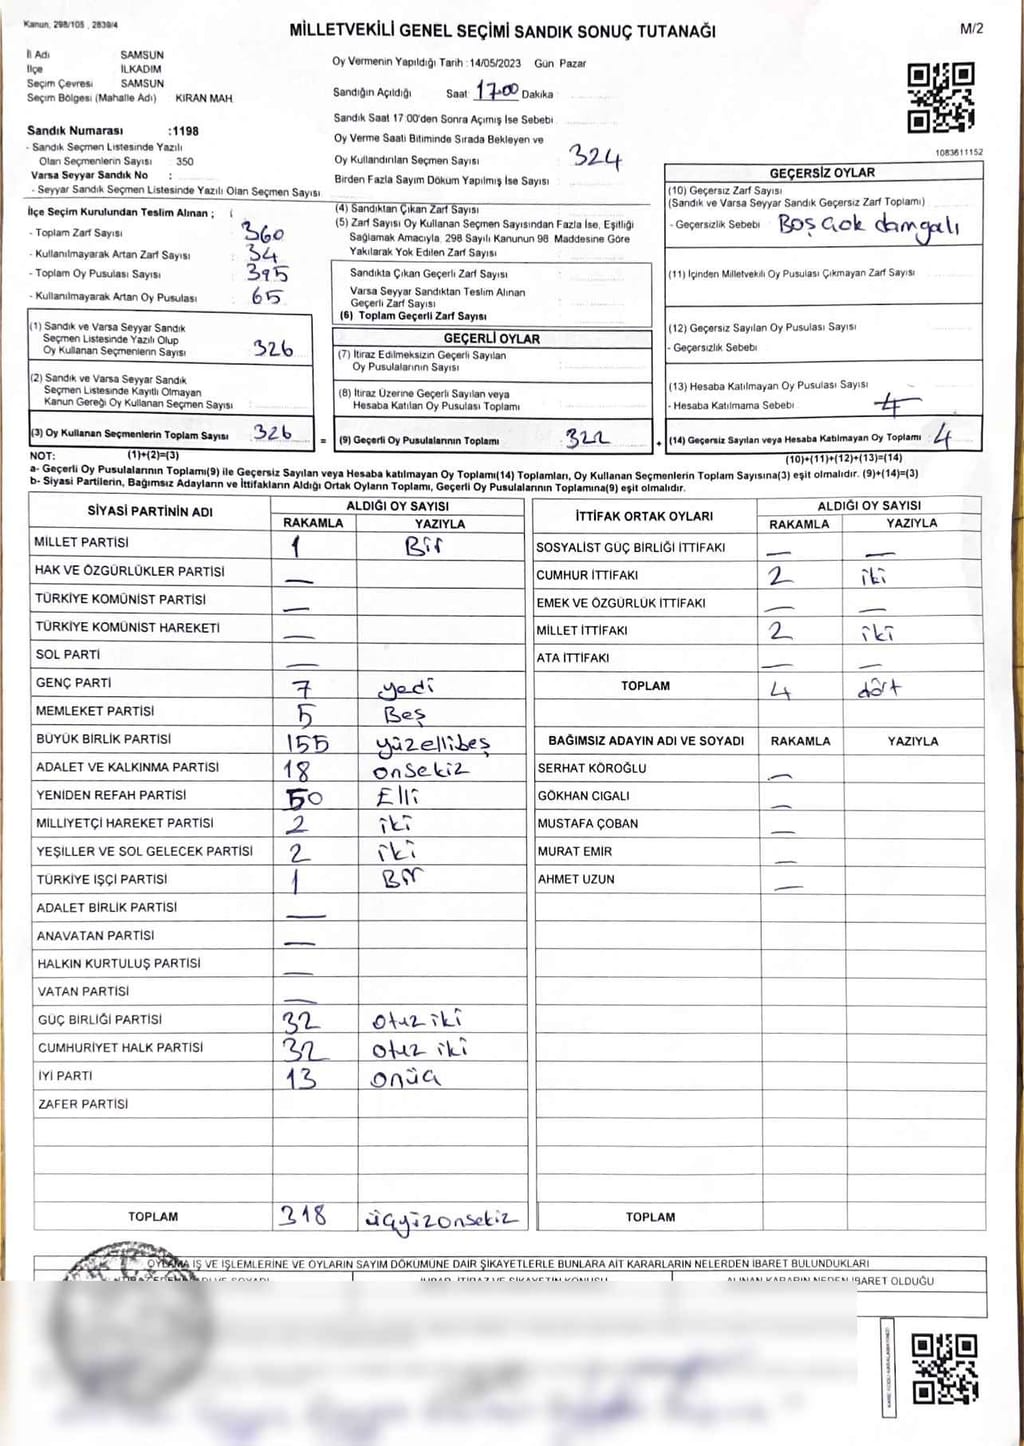 Kanun, 298/105 , 2839/4
MİLLETVEKİLİ GENEL SEÇİMİ SANDIK SONUÇ TUTANAĞI
M/2
İl Adı SAMSUN
İlçe İLKADIM
Seçim Çevresi SAMSUN
Seçim Bölgesi (Mahalle Adı) KIRAN MAH.
Sandık Numarası :1198
- Sandık Seçmen Listesinde Yazılı
Olan Seçmenlerin Sayısı : 350
Varsa Seyyar Sandık No :
- Seyyar Sandık Seçmen Listesinde Yazılı Olan Seçmen Sayısı
Oy Vermenin Yapıldığı Tarih :14/05/2023 Gün Pazar
Sandığın Açıldığı Saat 17.00 Dakika
Sandık Saat 17 00'den Sonra Açımış İse Sebebi
Oy Verme Saati Bitiminde Sırada Bekleyen ve
Oy Kullandırılan Seçmen Sayısı 324
Birden Fazla Sayım Döküm Yapılmış İse Sayısı
1083611152
İlçe Seçim Kurulundan Teslim Alınan ; (
- Toplam Zarf Sayısı : 360
- Kullanılmayarak Artan Zarf Sayısı : 34
- Toplam Oy Pusulası Sayısı : 395
- Kullanılmayarak Artan Oy Pusulası : 65
(1) Sandık ve Varsa Seyyar Sandık
Seçmen Listesinde Yazılı Olup
Oy Kullanan Seçmenlerin Sayısı 326
(2) Sandık ve Varsa Seyyar Sandık
Seçmen Listesinde Kayıtlı Olmayan
Kanun Gereği Oy Kullanan Seçmen Sayısı
(3) Oy Kullanan Seçmenlerin Toplam Sayısı 326 =
(4) Sandıktan Çıkan Zarf Sayısı
(5) Zarf Sayısı Oy Kullanan Seçmen Sayısından Fazla İse, Eşitliği
Sağlamak Amacıyla, 298 Sayılı Kanunun 98 Maddesine Göre
Yakılarak Yok Edilen Zarf Sayısı
Sandıkta Çıkan Geçerli Zarf Sayısı :
Varsa Seyyar Sandıktan Teslim Alınan
Geçerli Zarf Sayısı
(6) Toplam Geçerli Zarf Sayısı
GEÇERLİ OYLAR
(7) İtiraz Edilmeksizin Geçerli Sayılan
Oy Pusulasının Sayısı
(8) İtiraz Üzerine Geçerli Sayılan veya
Hesaba Katılan Oy Pusulası Toplamı
(9) Geçerli Oy Pusulalarının Toplamı : 322 +
GEÇERSİZ OYLAR
(10) Geçersiz Zarf Sayısı
(Sandık ve Varsa Seyyar Sandık Geçersiz Zarf Toplamı)
- Geçersizlik Sebebi Boş çok damgalı
(11) İçinden Milletvekili Oy Pusulası Çıkmayan Zarf Sayısı
(12) Geçersiz Sayılan Oy Pusulası Sayısı
- Geçersizlik Sebebi
(13) Hesaba Katılmayan Oy Pusulası Sayısı
- Hesaba Katılmama Sebebi 4
(14) Geçersiz Sayılan veya Hesaba Katılmayan Oy Toplamı : 4
NOT: (1)+(2)=(3)
(10)+(11)+(12)+(13)=(14)
a- Geçerli Oy Pusulalarının Toplamı(9) ile Geçersiz Sayılan veya Hesaba katılmayan Oy Toplamı(14) Toplamları, Oy Kullanan Seçmenlerin Toplam Sayısına(3) eşit olmalıdır. (9)+(14)=(3)
b- Siyasi Partilerin, Bağımsız Adayların ve İttifakların Aldığı Ortak Oyların Toplamı, Geçerli Oy Pusulalarının Toplamına(9) eşit olmalıdır.
SİYASİ PARTİNİN ADI ALDIĞI OY SAYISI
RAKAMLA YAZIYLA
MİLLET PARTİSİ 1 Bir
HAK VE ÖZGÜRLÜKLER PARTİSİ —
TÜRKİYE KOMÜNİST PARTİSİ —
TÜRKİYE KOMÜNİST HAREKETİ —
SOL PARTİ —
GENÇ PARTİ 7 yedi
MEMLEKET PARTİSİ 5 Beş
BÜYÜK BİRLİK PARTİSİ 155 yüzellibeş
ADALET VE KALKINMA PARTİSİ 18 onsekiz
YENİDEN REFAH PARTİSİ 50 Elli
MİLLİYETÇİ HAREKET PARTİSİ 2 iki
YEŞİLLER VE SOL GELECEK PARTİSİ 2 iki
TÜRKİYE İŞÇİ PARTİSİ 1 Bir
ADALET BİRLİK PARTİSİ —
ANAVATAN PARTİSİ —
HALKIN KURTULUŞ PARTİSİ —
VATAN PARTİSİ —
GÜÇ BİRLİĞİ PARTİSİ 32 otuz iki
CUMHURİYET HALK PARTİSİ 32 otuz iki
İYİ PARTİ 13 onüç
ZAFER PARTİSİ
TOPLAM 318 üçyüzonsekiz
İTTİFAK ORTAK OYLARI ALDIĞI OY SAYISI
RAKAMLA YAZIYLA
SOSYALİST GÜÇ BİRLİĞİ İTTİFAKI — —
CUMHUR İTTİFAKI 2 iki
EMEK VE ÖZGÜRLÜK İTTİFAKI — —
MİLLET İTTİFAKI 2 iki
ATA İTTİFAKI — —
TOPLAM 4 dört
BAĞIMSIZ ADAYIN ADI VE SOYADI RAKAMLA YAZIYLA
SERHAT KÖROĞLU —
GÖKHAN CIGALI —
MUSTAFA ÇOBAN —
MURAT EMİR —
AHMET UZUN —
TOPLAM
OYLAMA İŞ VE İŞLEMLERİNE VE OYLARIN SAYIM DÖKÜMÜNE DAİR ŞİKAYETLERLE BUNLARA AİT KARARLARIN NELERDEN İBARET BULUNDUKLARI